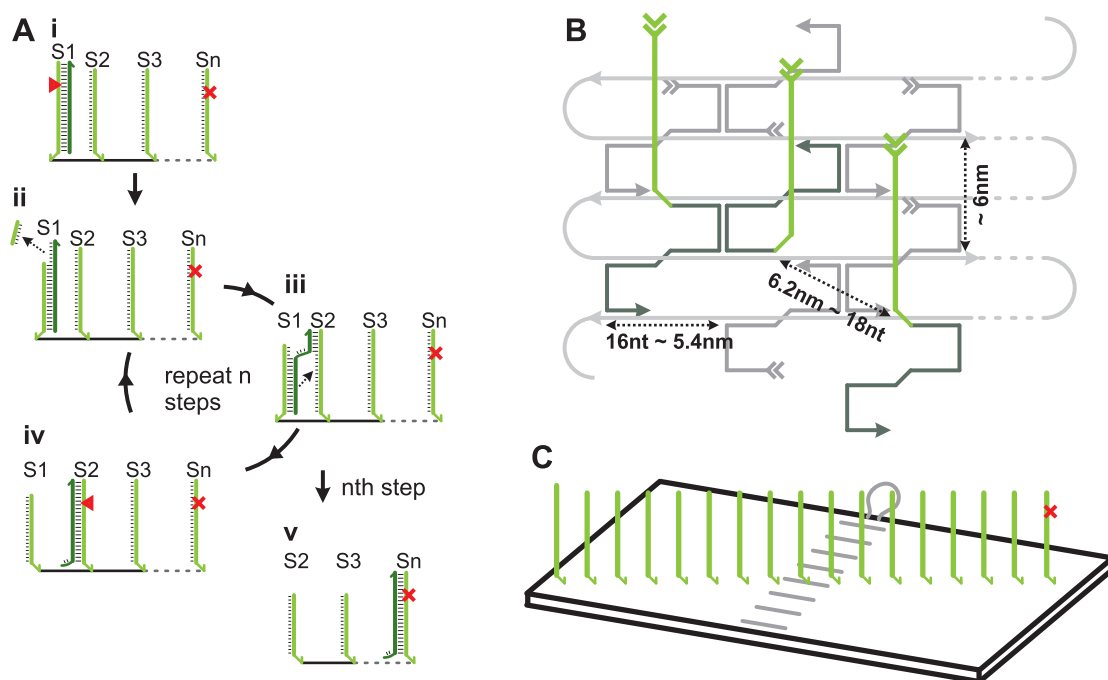 A
i
S1
S2
S3
Sn
ii
S1
S2
S3
Sn
iii
S1
S2
S3
Sn
repeat n
steps
iv
S1
S2
S3
Sn
nth step
v
S2
S3
Sn
B
~ 6nm
6.2nm ~ 18nt
16nt ~ 5.4nm
C